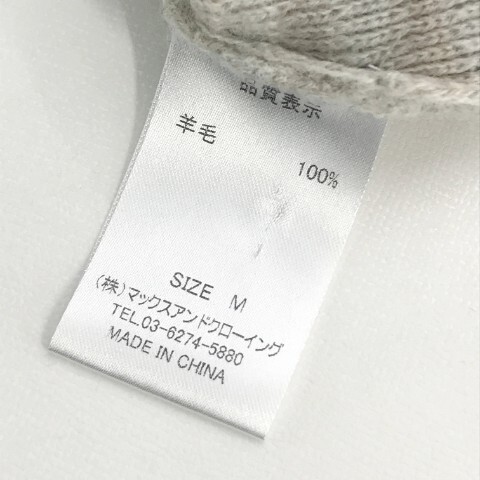 品質表示
羊毛
100%
SIZE M
(株)マックスアンドクローイング
TEL.03-6274-5880
MADE IN CHINA